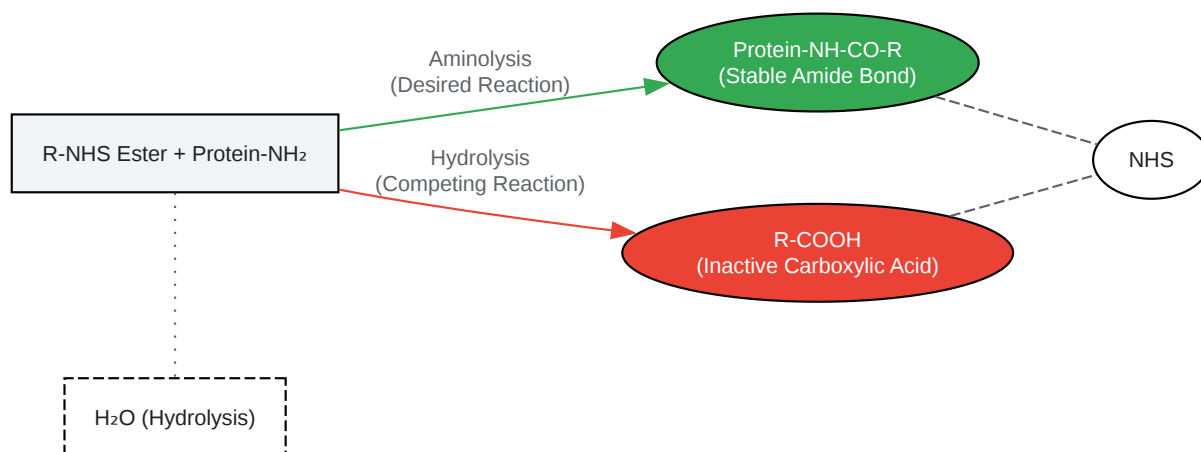 Aminolysis
(Desired Reaction)
Protein-NH-CO-R
(Stable Amide Bond)
R-NHS Ester + Protein-NH₂
Hydrolysis
(Competing Reaction)
NHS
R-COOH
(Inactive Carboxylic Acid)
H₂O (Hydrolysis)